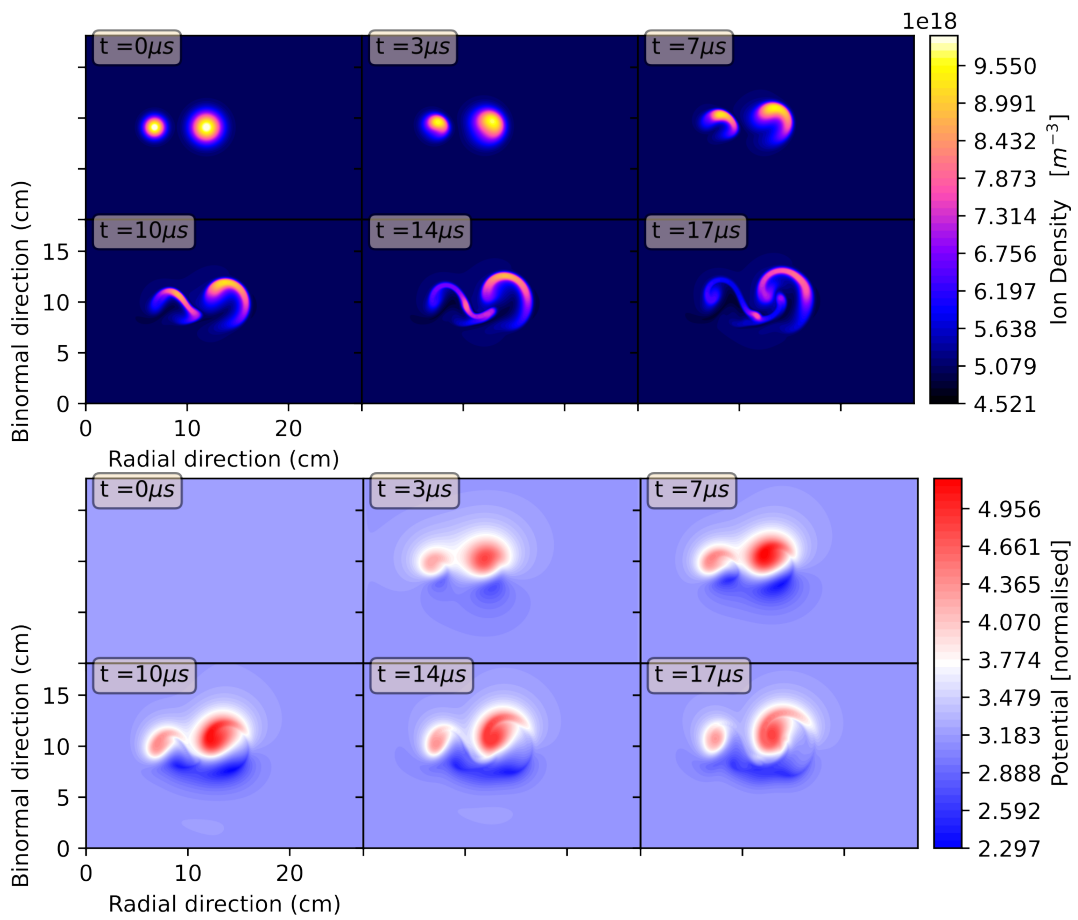 1e18
t =0μs
t =3μs
t =7μs
9.550
8.991
8.432
7.873
7.314
6.756
6.197
5.638
5.079
4.521
Ion Density [m⁻³]
t =10μs
t =14μs
t =17μs
15
10
5
0
Binormal direction (cm)
0
10
20
Radial direction (cm)
t =0μs
t =3μs
t =7μs
4.956
4.661
4.365
4.070
3.774
3.479
3.183
2.888
2.592
2.297
Potential [normalised]
t =10μs
t =14μs
t =17μs
15
10
5
0
Binormal direction (cm)
0
10
20
Radial direction (cm)